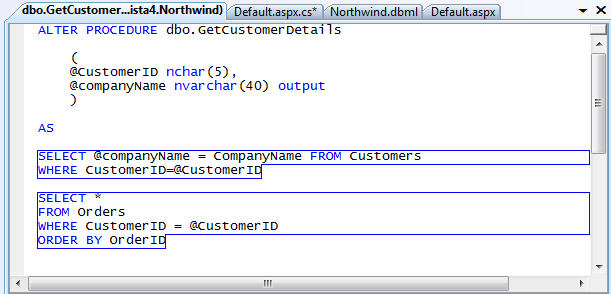 dbo.GetCustomer...ista4.Northwind) Default.aspx.cs* Northwind.dbml Default.aspx
ALTER PROCEDURE dbo.GetCustomerDetails
(
@CustomerID nchar(5),
@companyName nvarchar(40) output
)
AS
SELECT @companyName = CompanyName FROM Customers
WHERE CustomerID=@CustomerID
SELECT *
FROM Orders
WHERE CustomerID = @CustomerID
ORDER BY OrderID